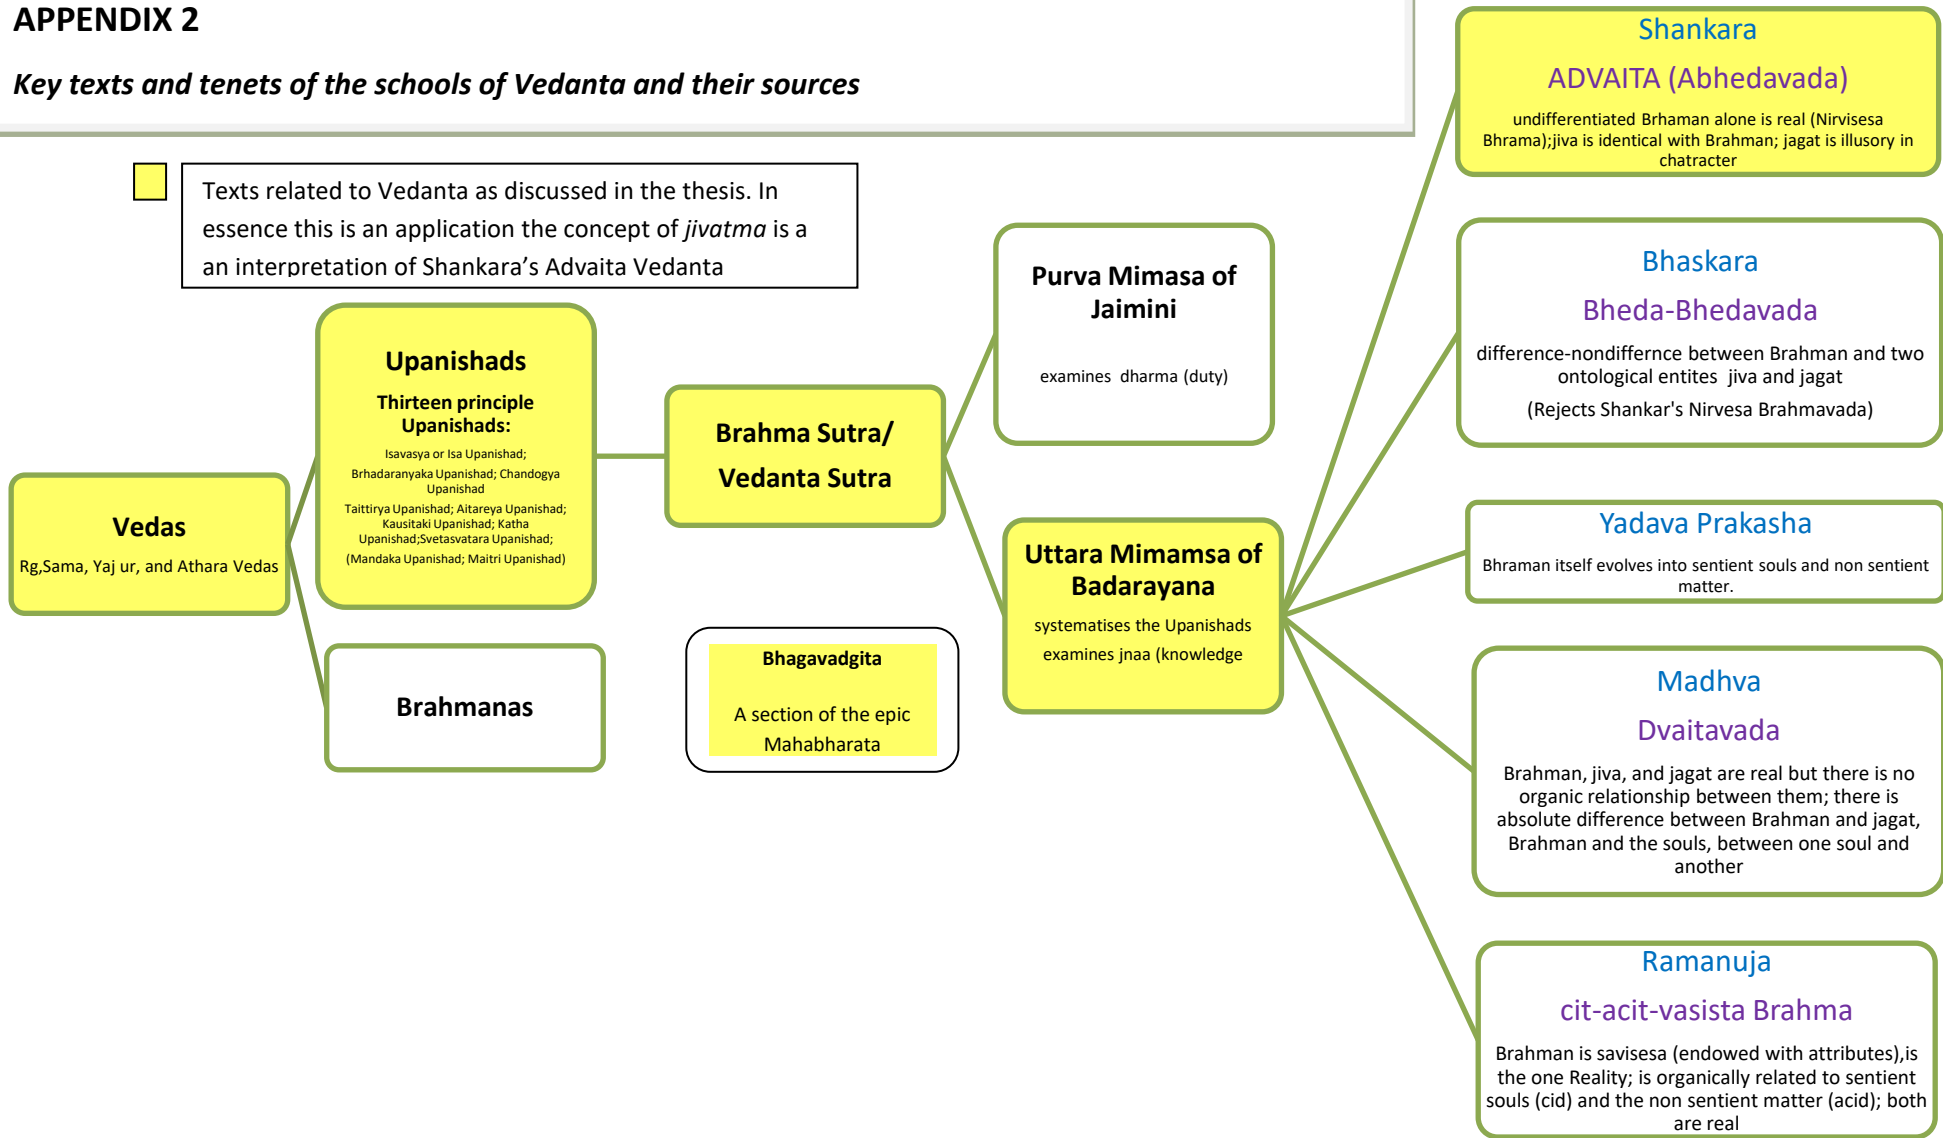 APPENDIX 2
Key texts and tenets of the schools of Vedanta and their sources
Texts related to Vedanta as discussed in the thesis. In
essence this is an application the concept of jivatma is a
an interpretation of Shankara’s Advaita Vedanta
Vedas
Rg,Sama, Yaj ur, and Athara Vedas
Upanishads
Thirteen principle
Upanishads:
Isavasya or Isa Upanishad;
Brhadaranyaka Upanishad; Chandogya
Upanishad
Taittirya Upanishad; Aitareya Upanishad;
Kausitaki Upanishad; Katha
Upanishad;Svetasvatara Upanishad;
(Mandaka Upanishad; Maitri Upanishad)
Brahmanas
Brahma Sutra/
Vedanta Sutra
Bhagavadgita
A section of the epic
Mahabharata
Purva Mimasa of
Jaimini
examines  dharma (duty)
Uttara Mimamsa of
Badarayana
systematises the Upanishads
examines jnaa (knowledge
Shankara
ADVAITA (Abhedavada)
undifferentiated Brhaman alone is real (Nirvisesa
Bhrama);jiva is identical with Brahman; jagat is illusory in
chatracter
Bhaskara
Bheda-Bhedavada
difference-nondiffernce between Brahman and two
ontological entites  jiva and jagat
(Rejects Shankar's Nirvesa Brahmavada)
Yadava Prakasha
Bhraman itself evolves into sentient souls and non sentient
matter.
Madhva
Dvaitavada
Brahman, jiva, and jagat are real but there is no
organic relationship between them; there is
absolute difference between Brahman and jagat,
Brahman and the souls, between one soul and
another
Ramanuja
cit-acit-vasista Brahma
Brahman is savisesa (endowed with attributes),is
the one Reality; is organically related to sentient
souls (cid) and the non sentient matter (acid); both
are real